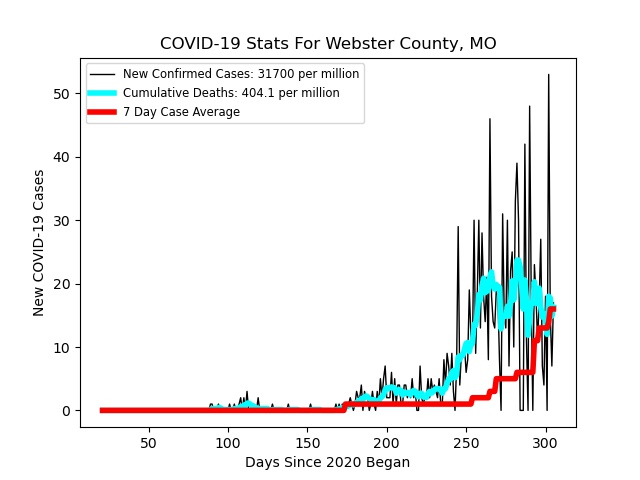 COVID-19 Stats For Webster County, MO
New Confirmed Cases: 31700 per million
Cumulative Deaths: 404.1 per million
7 Day Case Average
New COVID-19 Cases
50
40
30
20
10
0
50 100 150 200 250 300
Days Since 2020 Began